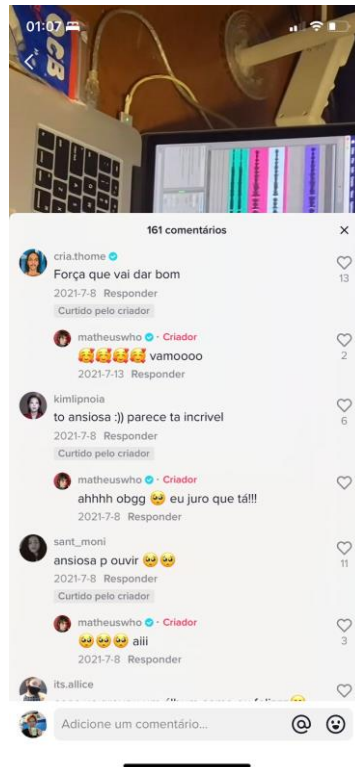 01:07
161 comentários
cria.thome
Força que vai dar bom
13
2021-7-8 Responder
Curtido pelo criador
matheuswho · Criador
🥰🥰🥰🥰 vamoooo
2
2021-7-13 Responder
kimlipnoia
to ansiosa :)) parece ta incrivel
6
2021-7-8 Responder
Curtido pelo criador
matheuswho · Criador
ahhhh obgg 🥺 eu juro que tá!!!
2021-7-8 Responder
sant_moni
ansiosa p ouvir 🥺🥺
11
2021-7-8 Responder
Curtido pelo criador
matheuswho · Criador
🥺🥺🥺 aiii
3
2021-7-8 Responder
its.allice
Adicione um comentário...